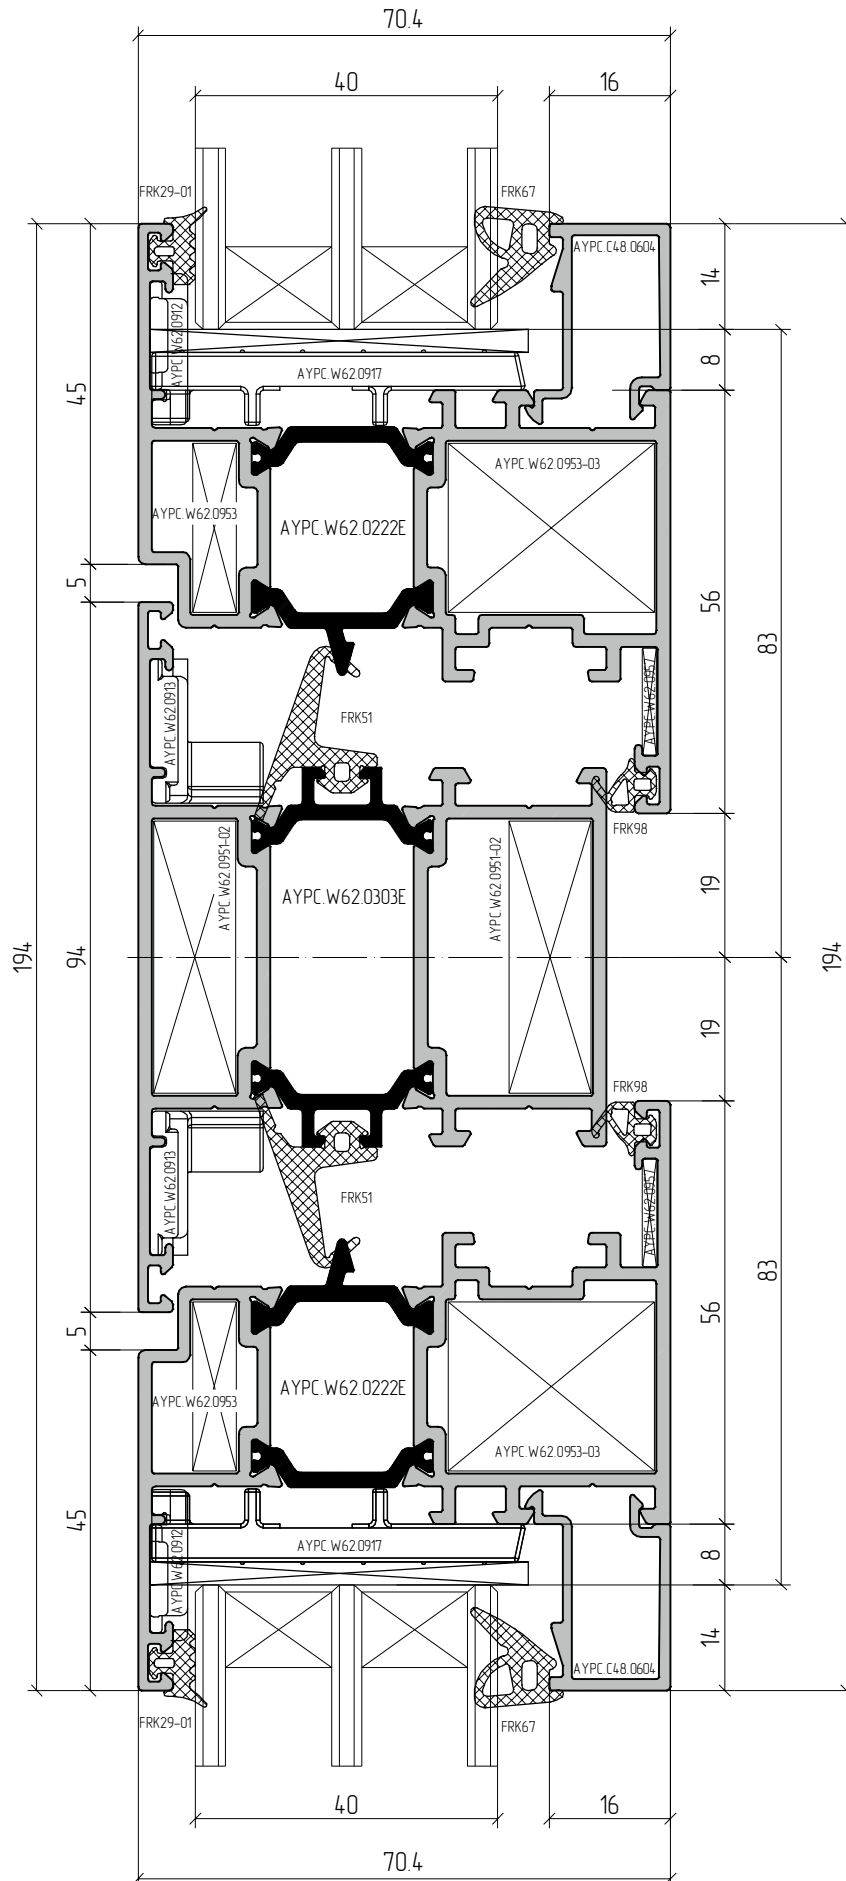 70.4
40
16
FRK29-01
FRK67
AYPC.C48.0604
14
AYPC.W62.0912
8
AYPC.W62.0917
45
AYPC.W62.0953-03
AYPC.W62.0953
AYPC.W62.0222E
5
56
83
AYPC.W62.0957
AYPC.W62.0913
FRK51
FRK98
AYPC.W62.0951-02
AYPC.W62.0951-02
19
AYPC.W62.0303E
194
94
194
19
FRK98
AYPC.W62.0913
AYPC.W62.0957
FRK51
83
56
5
AYPC.W62.0222E
AYPC.W62.0953
AYPC.W62.0953-03
45
AYPC.W62.0917
8
AYPC.W62.0912
14
AYPC.C48.0604
FRK29-01
FRK67
40
16
70.4